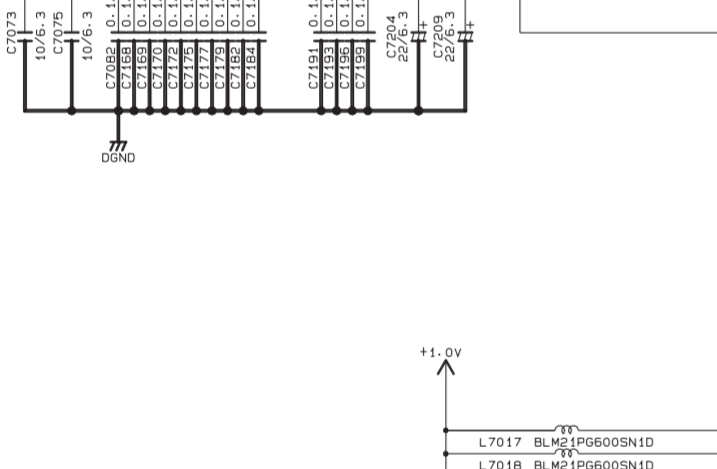 C7073
10/6.3
C7075
10/6.3
C7082
C7168
C7169
C7170
C7172
C7175
C7177
C7179
C7182
C7184
C7191
C7193
C7196
C7199
C7204
22/6.3
+
C7209
22/6.3
+
DGND
+1.0V
L7017 BLM21PG600SN1D
L7018 BLM21PG600SN1D